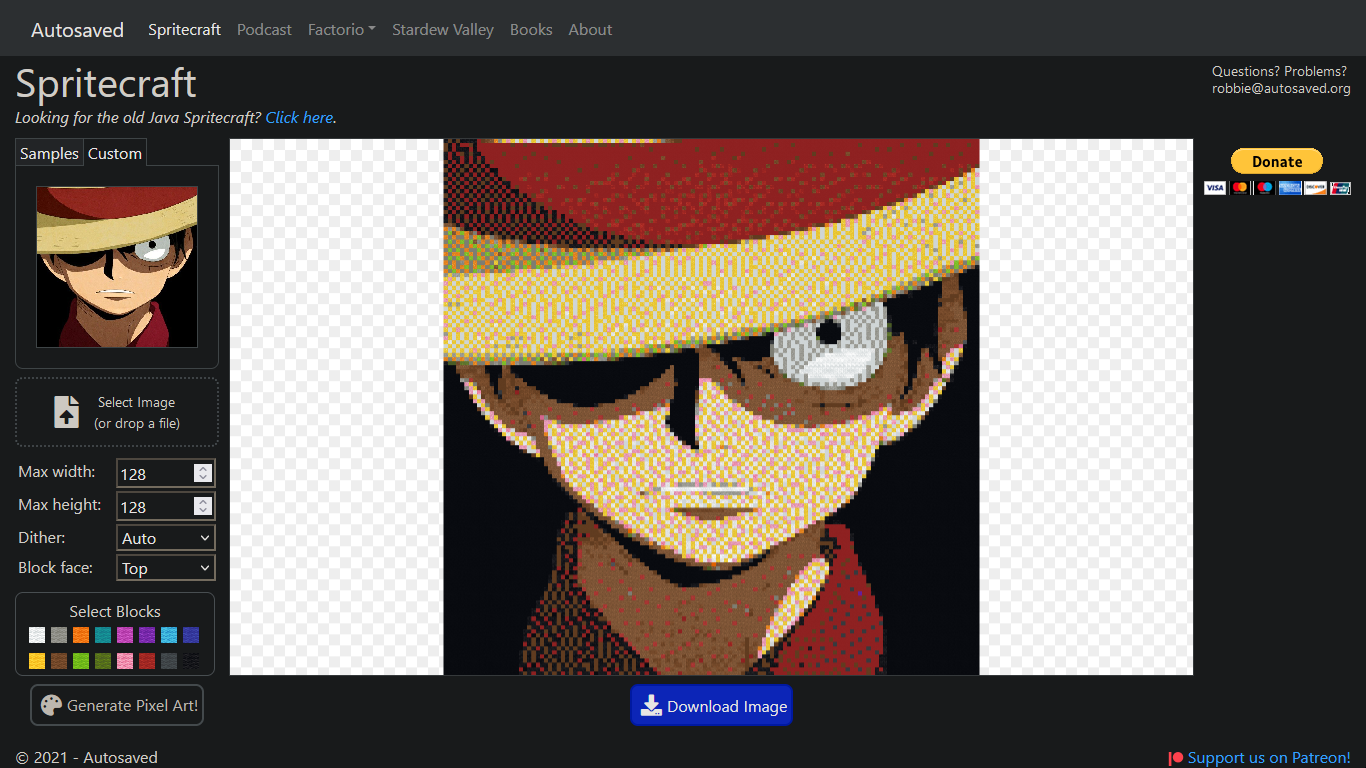 Autosaved Spritecraft Podcast Factorio Stardew Valley Books About
Spritecraft
Questions? Problems?
robbie@autosaved.org
Looking for the old Java Spritecraft? Click here.
Samples Custom
Donate
VISA
Select Image
(or drop a file)
Max width: 128
Max height: 128
Dither: Auto
Block face: Top
Select Blocks
Generate Pixel Art!
Download Image
© 2021 - Autosaved
Support us on Patreon!